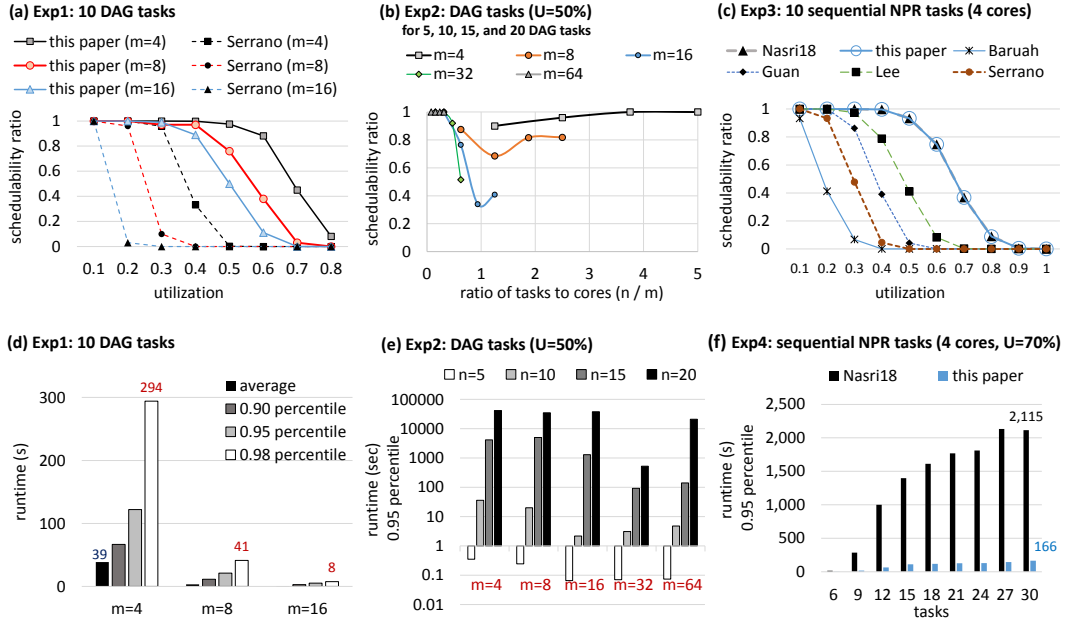 (a) Exp1: 10 DAG tasks
this paper (m=4)
Serrano (m=4)
this paper (m=8)
Serrano (m=8)
this paper (m=16)
Serrano (m=16)
schedulability ratio
1
0.8
0.6
0.4
0.2
0
0.1 0.2 0.3 0.4 0.5 0.6 0.7 0.8
utilization
(b) Exp2: DAG tasks (U=50%)
for 5, 10, 15, and 20 DAG tasks
m=4 m=8 m=16
m=32 m=64
schedulability ratio
1
0.8
0.6
0.4
0.2
0
0 1 2 3 4 5
ratio of tasks to cores (n / m)
(c) Exp3: 10 sequential NPR tasks (4 cores)
Nasri18 this paper Baruah
Guan Lee Serrano
schedulability ratio
1
0.8
0.6
0.4
0.2
0
0.1 0.2 0.3 0.4 0.5 0.6 0.7 0.8 0.9 1
utilization
(d) Exp1: 10 DAG tasks
average
0.90 percentile
0.95 percentile
0.98 percentile
runtime (s)
300
200
100
0
39
294
41
8
m=4 m=8 m=16
(e) Exp2: DAG tasks (U=50%)
n=5 n=10 n=15 n=20
runtime (sec)
0.95 percentile
100000
10000
1000
100
10
1
0.1
0.01
m=4 m=8 m=16 m=32 m=64
(f) Exp4: sequential NPR tasks (4 cores, U=70%)
Nasri18 this paper
runtime (s)
0.95 percentile
2,500
2,000
1,500
1,000
500
0
2,115
166
6 9 12 15 18 21 24 27 30
tasks